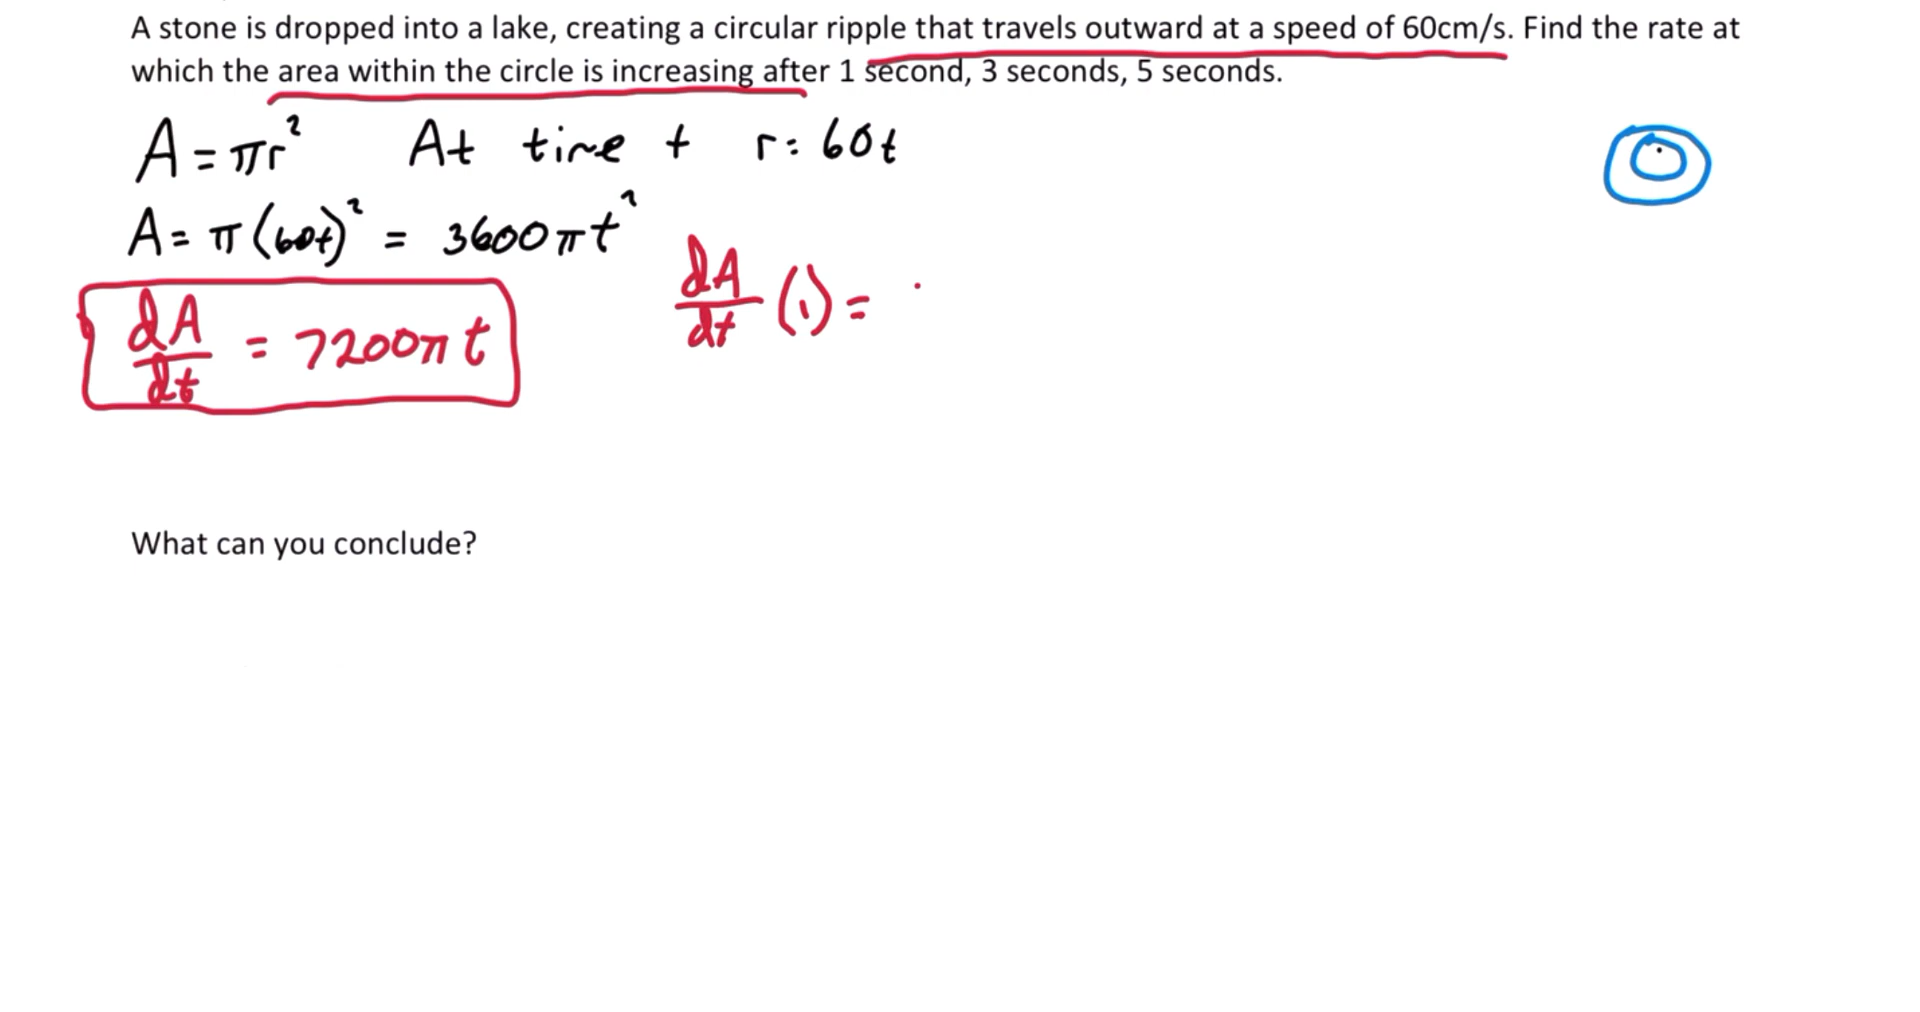 A stone is dropped into a lake, creating a circular ripple that travels outward at a speed of 60cm/s. Find the rate at
which the area within the circle is increasing after 1 second, 3 seconds, 5 seconds.
A = πr² At time t r = 60t
A = π(60t)² = 3600πt²
dA/dt = 7200πt
dA/dt (1) =
What can you conclude?